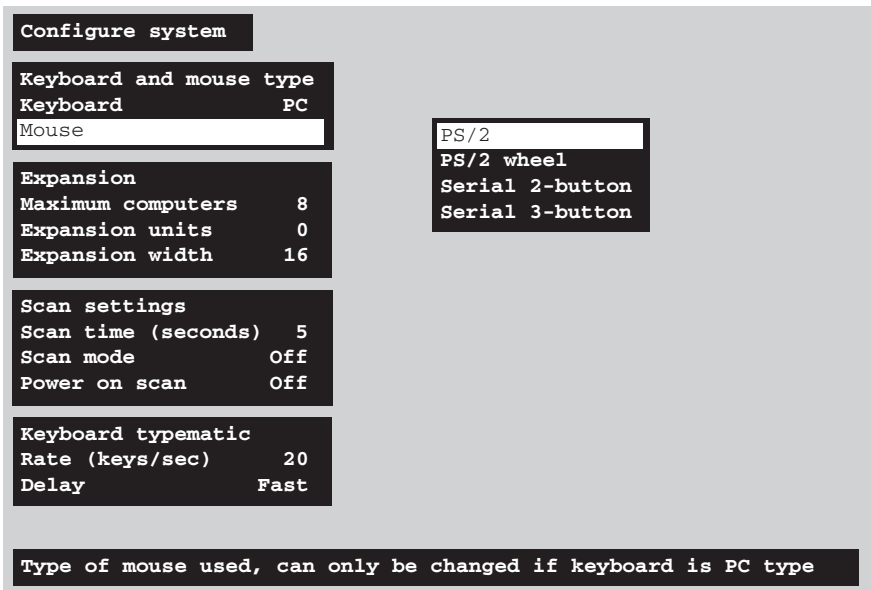 Configure system
Keyboard and mouse type
Keyboard PC
Mouse
PS/2
PS/2 wheel
Serial 2-button
Serial 3-button
Expansion
Maximum computers 8
Expansion units 0
Expansion width 16
Scan settings
Scan time (seconds) 5
Scan mode Off
Power on scan Off
Keyboard typematic
Rate (keys/sec) 20
Delay Fast
Type of mouse used, can only be changed if keyboard is PC type